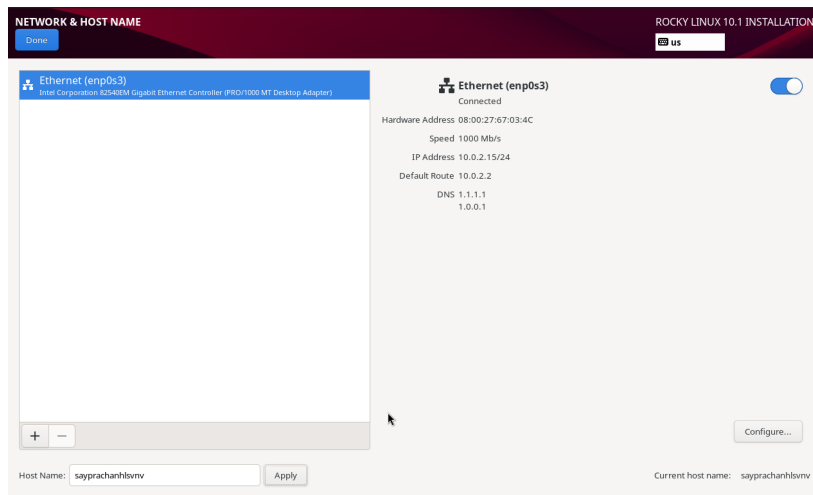 NETWORK & HOST NAME
ROCKY LINUX 10.1 INSTALLATION
Done
us
Ethernet (enp0s3)
Intel Corporation 82540EM Gigabit Ethernet Controller (PRO/1000 MT Desktop Adapter)
Ethernet (enp0s3)
Connected
Hardware Address 08:00:27:67:03:4C
Speed 1000 Mb/s
IP Address 10.0.2.15/24
Default Route 10.0.2.2
DNS 1.1.1.1
1.0.0.1
+ −
Configure...
Host Name: sayprachanhlsvnv Apply
Current host name: sayprachanhlsvnv